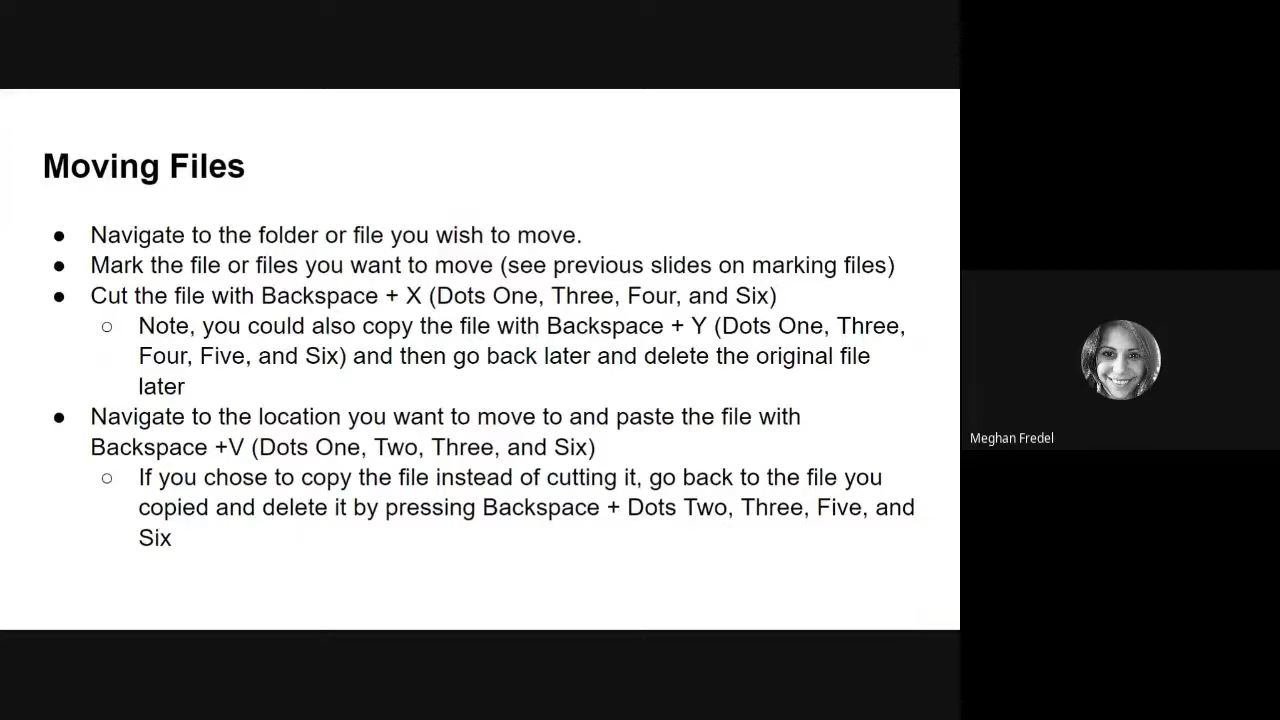 Moving Files
● Navigate to the folder or file you wish to move.
● Mark the file or files you want to move (see previous slides on marking files)
● Cut the file with Backspace + X (Dots One, Three, Four, and Six)
○ Note, you could also copy the file with Backspace + Y (Dots One, Three,
Four, Five, and Six) and then go back later and delete the original file
later
● Navigate to the location you want to move to and paste the file with
Backspace +V (Dots One, Two, Three, and Six)
○ If you chose to copy the file instead of cutting it, go back to the file you
copied and delete it by pressing Backspace + Dots Two, Three, Five, and
Six
Meghan Fredel